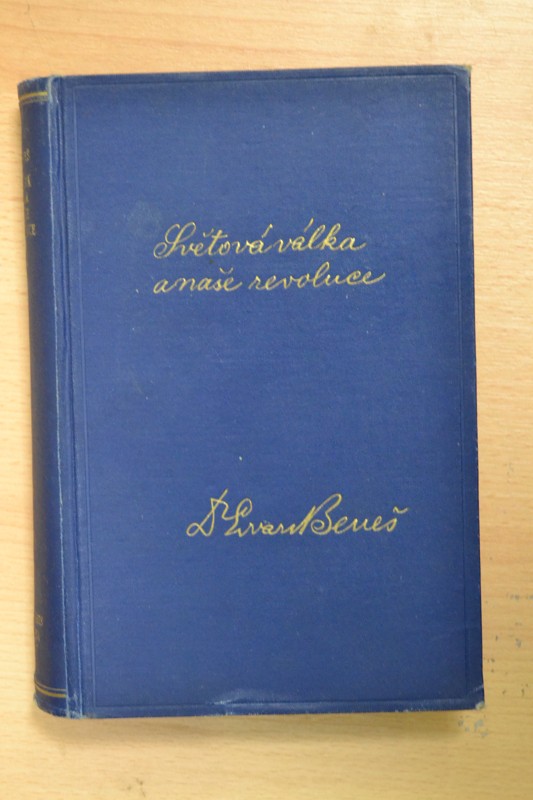 Světová válka
a naše revoluce
Dr Edvard Beneš